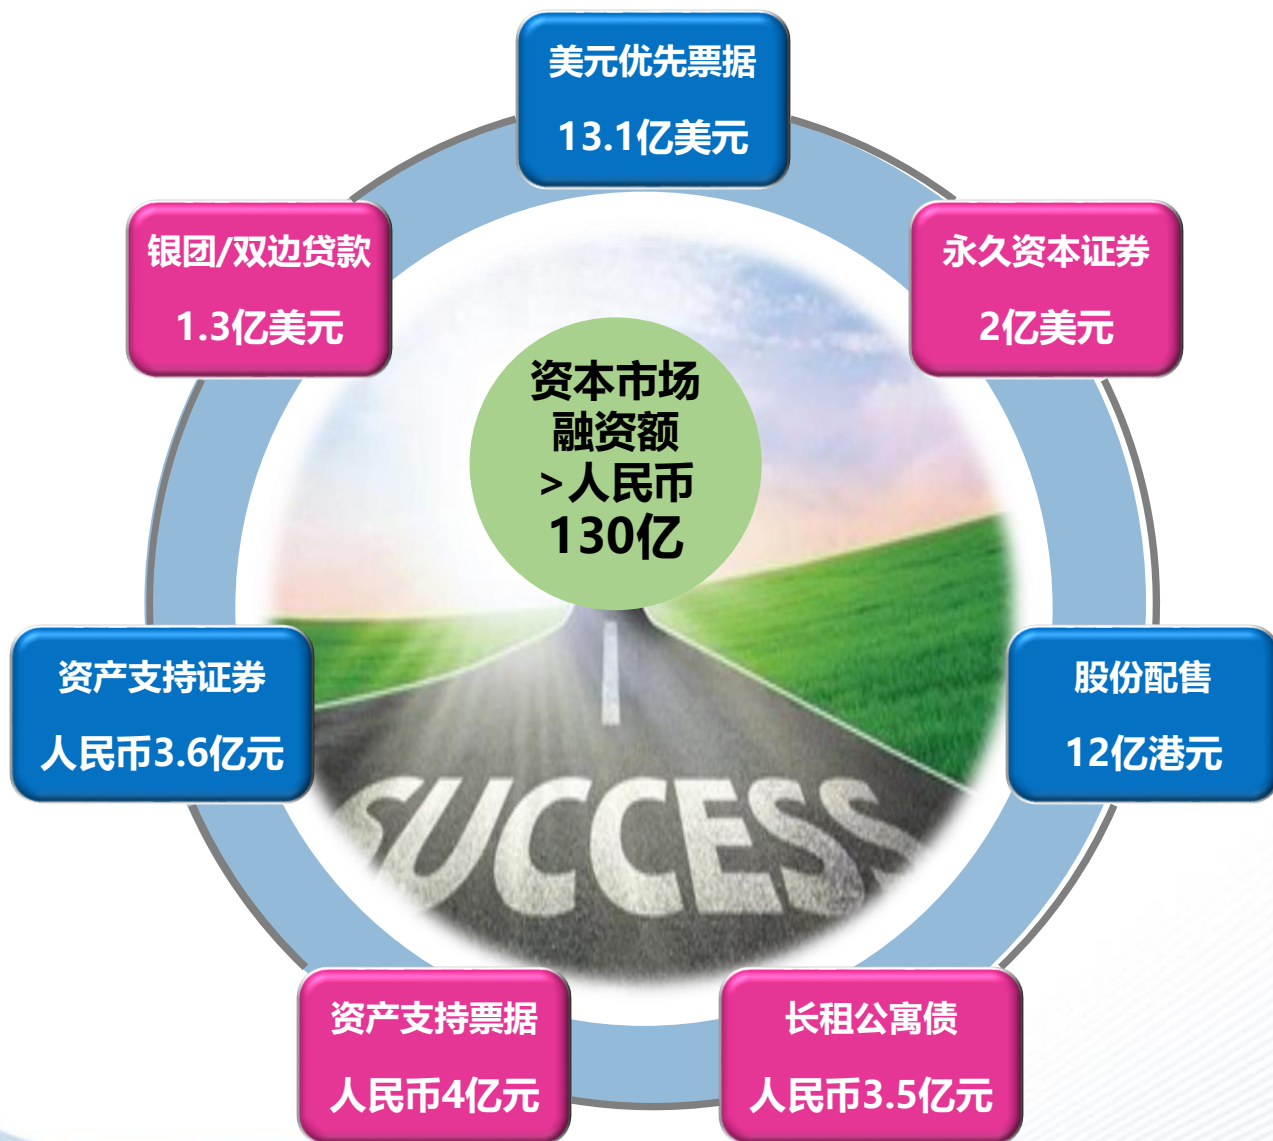 美元优先票据
13.1亿美元
银团/双边贷款
1.3亿美元
永久资本证券
2亿美元
资本市场
融资额
>人民币
130亿
资产支持证券
人民币3.6亿元
股份配售
12亿港元
SUCCESS
资产支持票据
人民币4亿元
长租公寓债
人民币3.5亿元